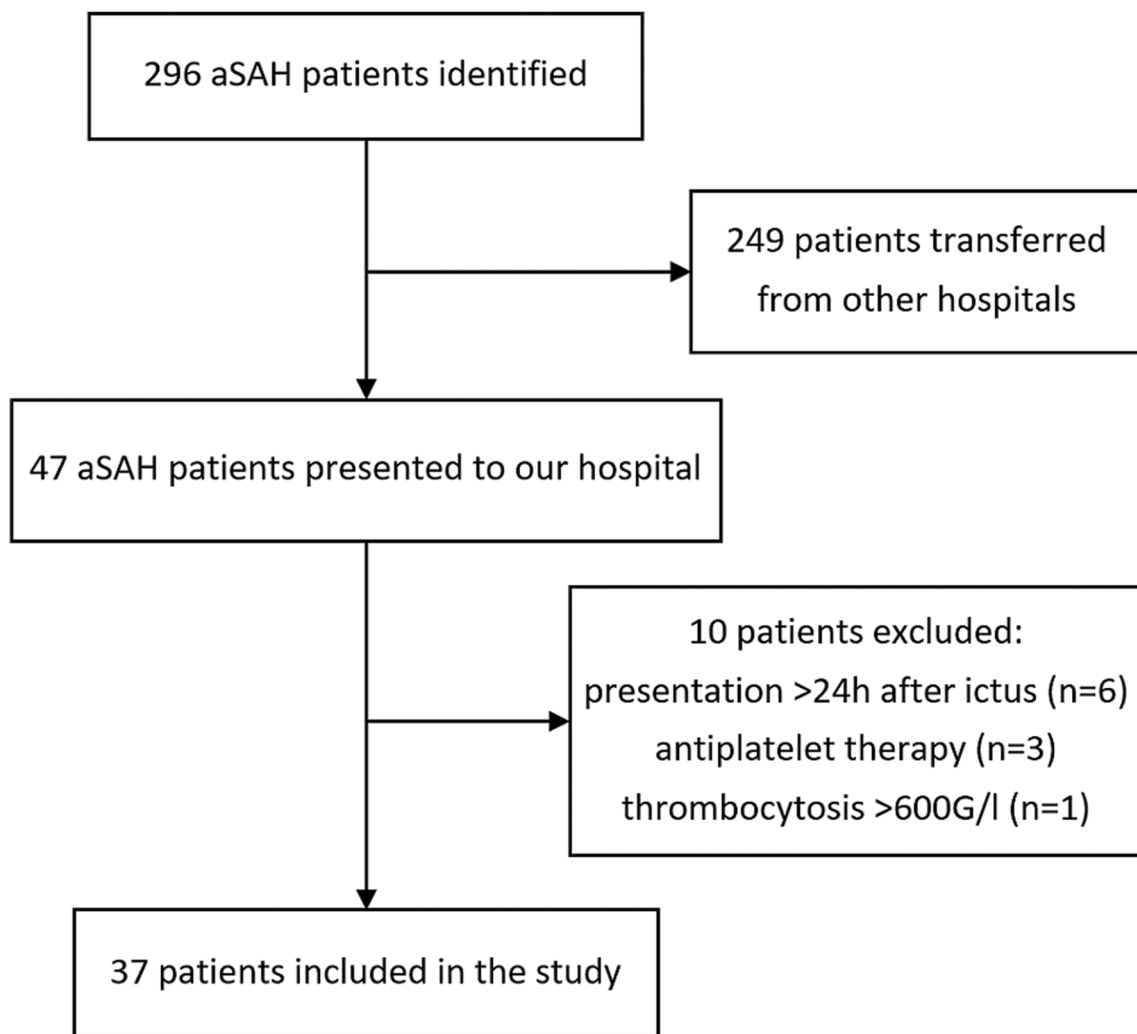 296 aSAH patients identified
249 patients transferred
from other hospitals
47 aSAH patients presented to our hospital
10 patients excluded:
presentation >24h after ictus (n=6)
antiplatelet therapy (n=3)
thrombocytosis >600G/l (n=1)
37 patients included in the study